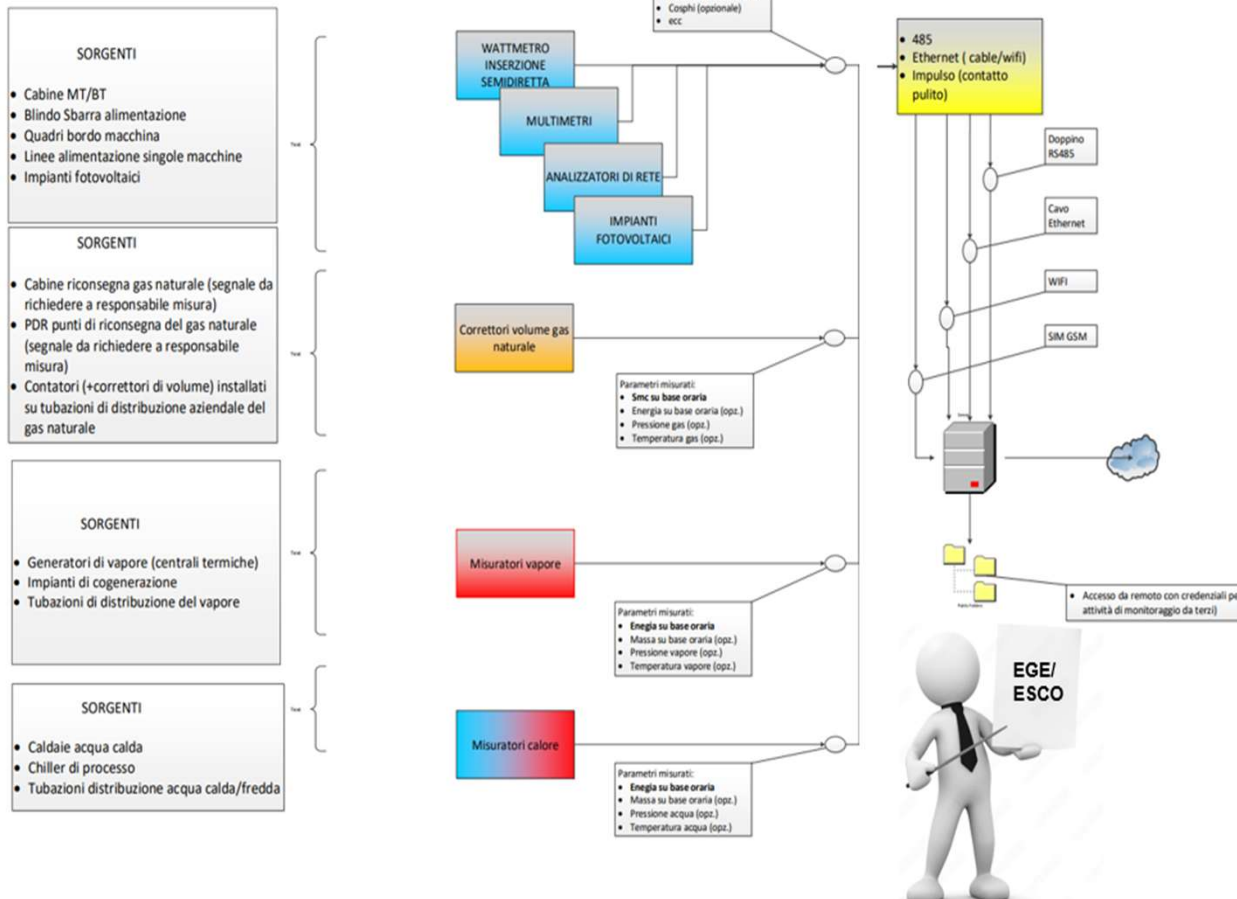 SORGENTI
• Cabine MT/BT
• Blindo Sbarra alimentazione
• Quadri bordo macchina
• Linee alimentazione singole macchine
• Impianti fotovoltaici
SORGENTI
• Cabine riconsegna gas naturale (segnale da
richiedere a responsabile misura)
• PDR punti di riconsegna del gas naturale
(segnale da richiedere a responsabile
misura)
• Contatori (+correttori di volume) installati
su tubazioni di distribuzione aziendale del
gas naturale
SORGENTI
• Generatori di vapore (centrali termiche)
• Impianti di cogenerazione
• Tubazioni di distribuzione del vapore
SORGENTI
• Caldaie acqua calda
• Chiller di processo
• Tubazioni distribuzione acqua calda/fredda
WATTMETRO
INSERZIONE
SEMIDIRETTA
MULTIMETRI
ANALIZZATORI DI RETE
IMPIANTI
FOTOVOLTAICI
• Cosphi (opzionale)
• ecc
Correttori volume gas
naturale
Parametri misurati:
• Smc su base oraria
• Energia su base oraria (opz.)
• Pressione gas (opz.)
• Temperatura gas (opz.)
Misuratori vapore
Parametri misurati:
• Enegia su base oraria
• Massa su base oraria (opz.)
• Pressione vapore (opz.)
• Temperatura vapore (opz.)
Misuratori calore
Parametri misurati:
• Enegia su base oraria
• Massa su base oraria (opz.)
• Pressione acqua (opz.)
• Temperatura acqua (opz.)
• 485
• Ethernet ( cable/wifi)
• Impulso (contatto
pulito)
Doppino
RS485
Cavo
Ethernet
WIFI
SIM GSM
• Accesso da remoto con credenziali pe
attività di monitoraggio da terzi)
EGE/
ESCO